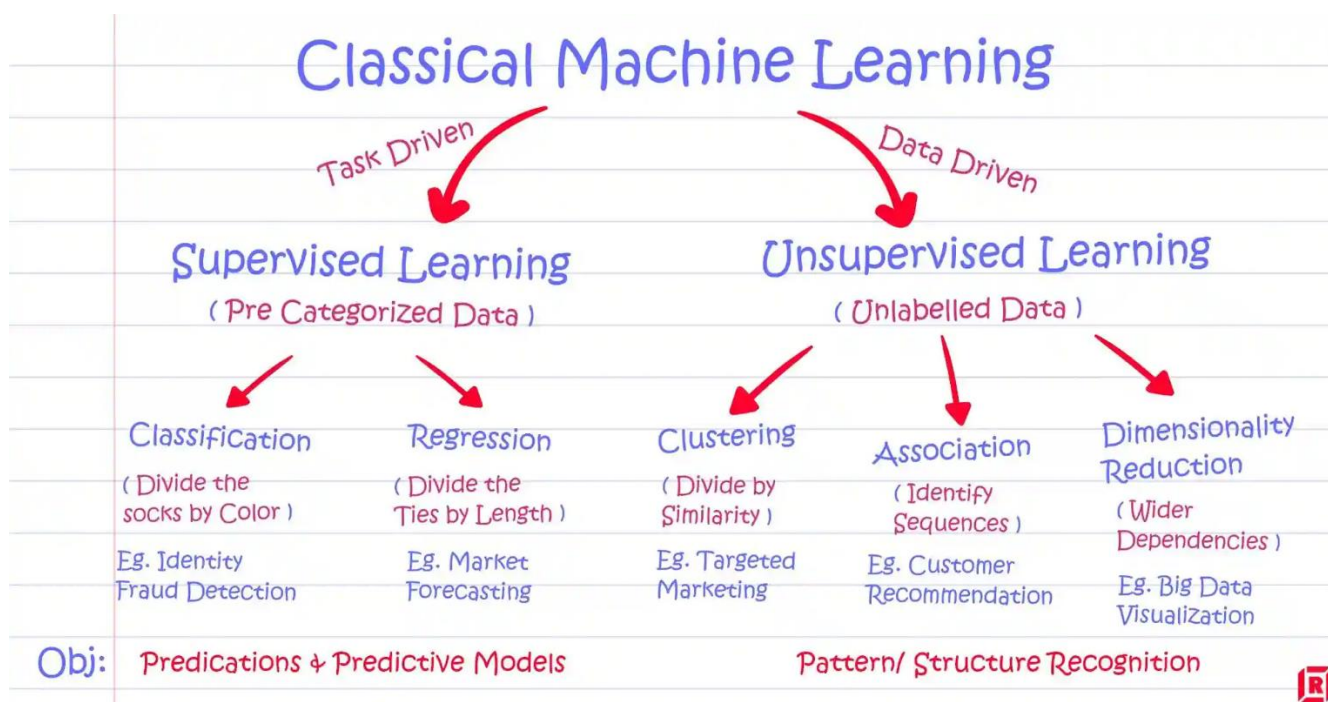 Classical Machine Learning
Task Driven
Data Driven
Supervised Learning
( Pre Categorized Data )
Unsupervised Learning
( Unlabelled Data )
Classification
( Divide the
socks by Color )
Eg. Identity
Fraud Detection
Regression
( Divide the
Ties by Length )
Eg. Market
Forecasting
Clustering
( Divide by
Similarity )
Eg. Targeted
Marketing
Association
( Identify
Sequences )
Eg. Customer
Recommendation
Dimensionality
Reduction
( Wider
Dependencies )
Eg. Big Data
Visualization
Obj: Predications & Predictive Models
Pattern/ Structure Recognition
R